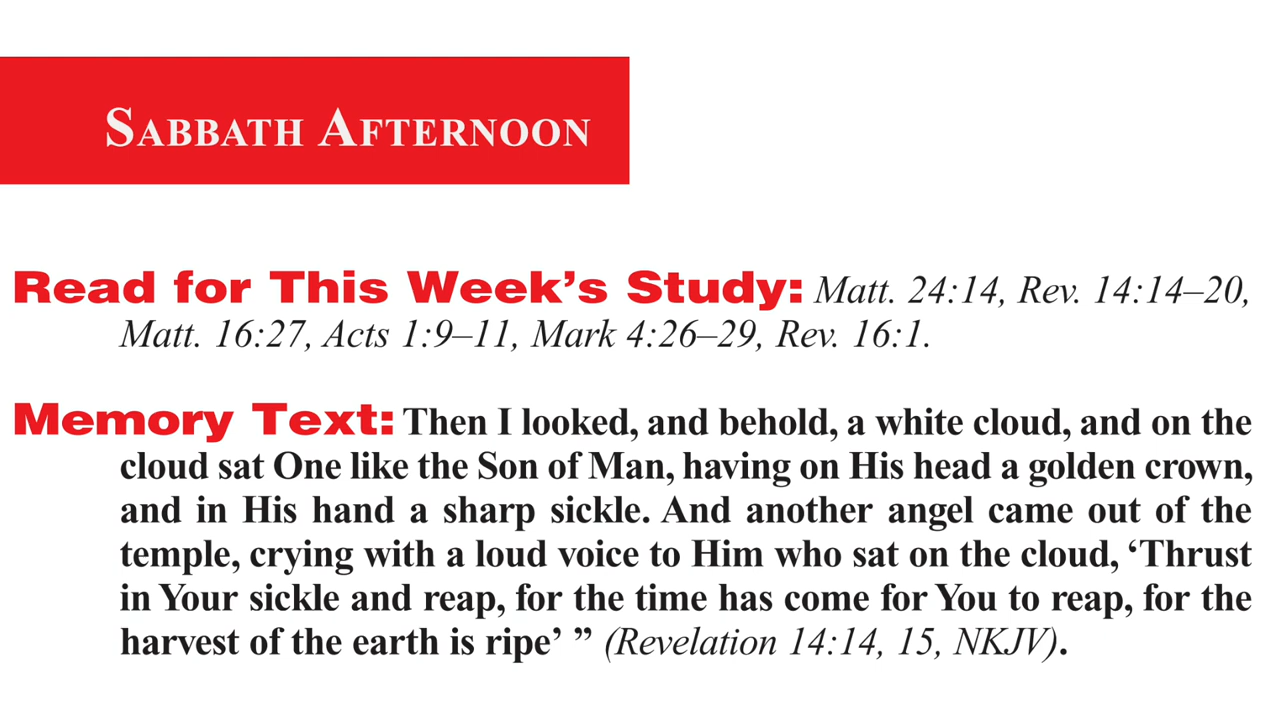 SABBATH AFTERNOON
Read for This Week’s Study: Matt. 24:14, Rev. 14:14–20,
Matt. 16:27, Acts 1:9–11, Mark 4:26–29, Rev. 16:1.
Memory Text: Then I looked, and behold, a white cloud, and on the
cloud sat One like the Son of Man, having on His head a golden crown,
and in His hand a sharp sickle. And another angel came out of the
temple, crying with a loud voice to Him who sat on the cloud, ‘Thrust
in Your sickle and reap, for the time has come for You to reap, for the
harvest of the earth is ripe’ ” (Revelation 14:14, 15, NKJV).